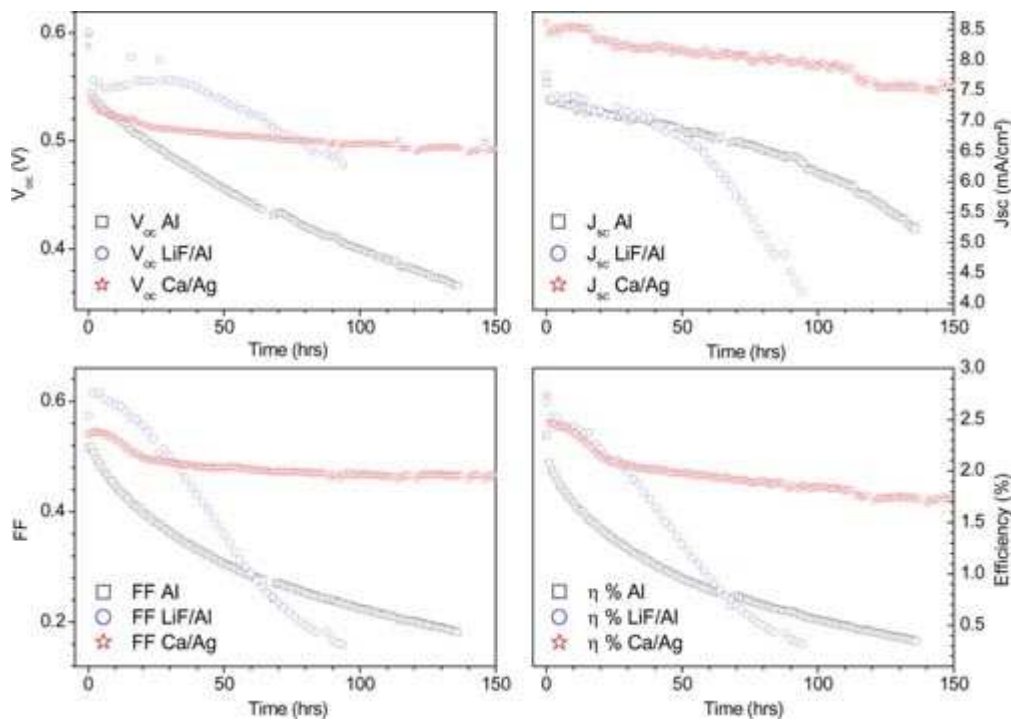 0.6
0.5
0.4
V_oc (V)
V_oc Al
V_oc LiF/Al
V_oc Ca/Ag
0 50 100 150
Time (hrs)
8.5
8.0
7.5
7.0
6.5
6.0
5.5
5.0
4.5
4.0
Jsc (mA/cm²)
J_sc Al
J_sc LiF/Al
J_sc Ca/Ag
0 50 100 150
Time (hrs)
0.6
0.4
0.2
FF
FF Al
FF LiF/Al
FF Ca/Ag
0 50 100 150
Time (hrs)
3.0
2.5
2.0
1.5
1.0
0.5
Efficiency (%)
η % Al
η % LiF/Al
η % Ca/Ag
0 50 100 150
Time (hrs)